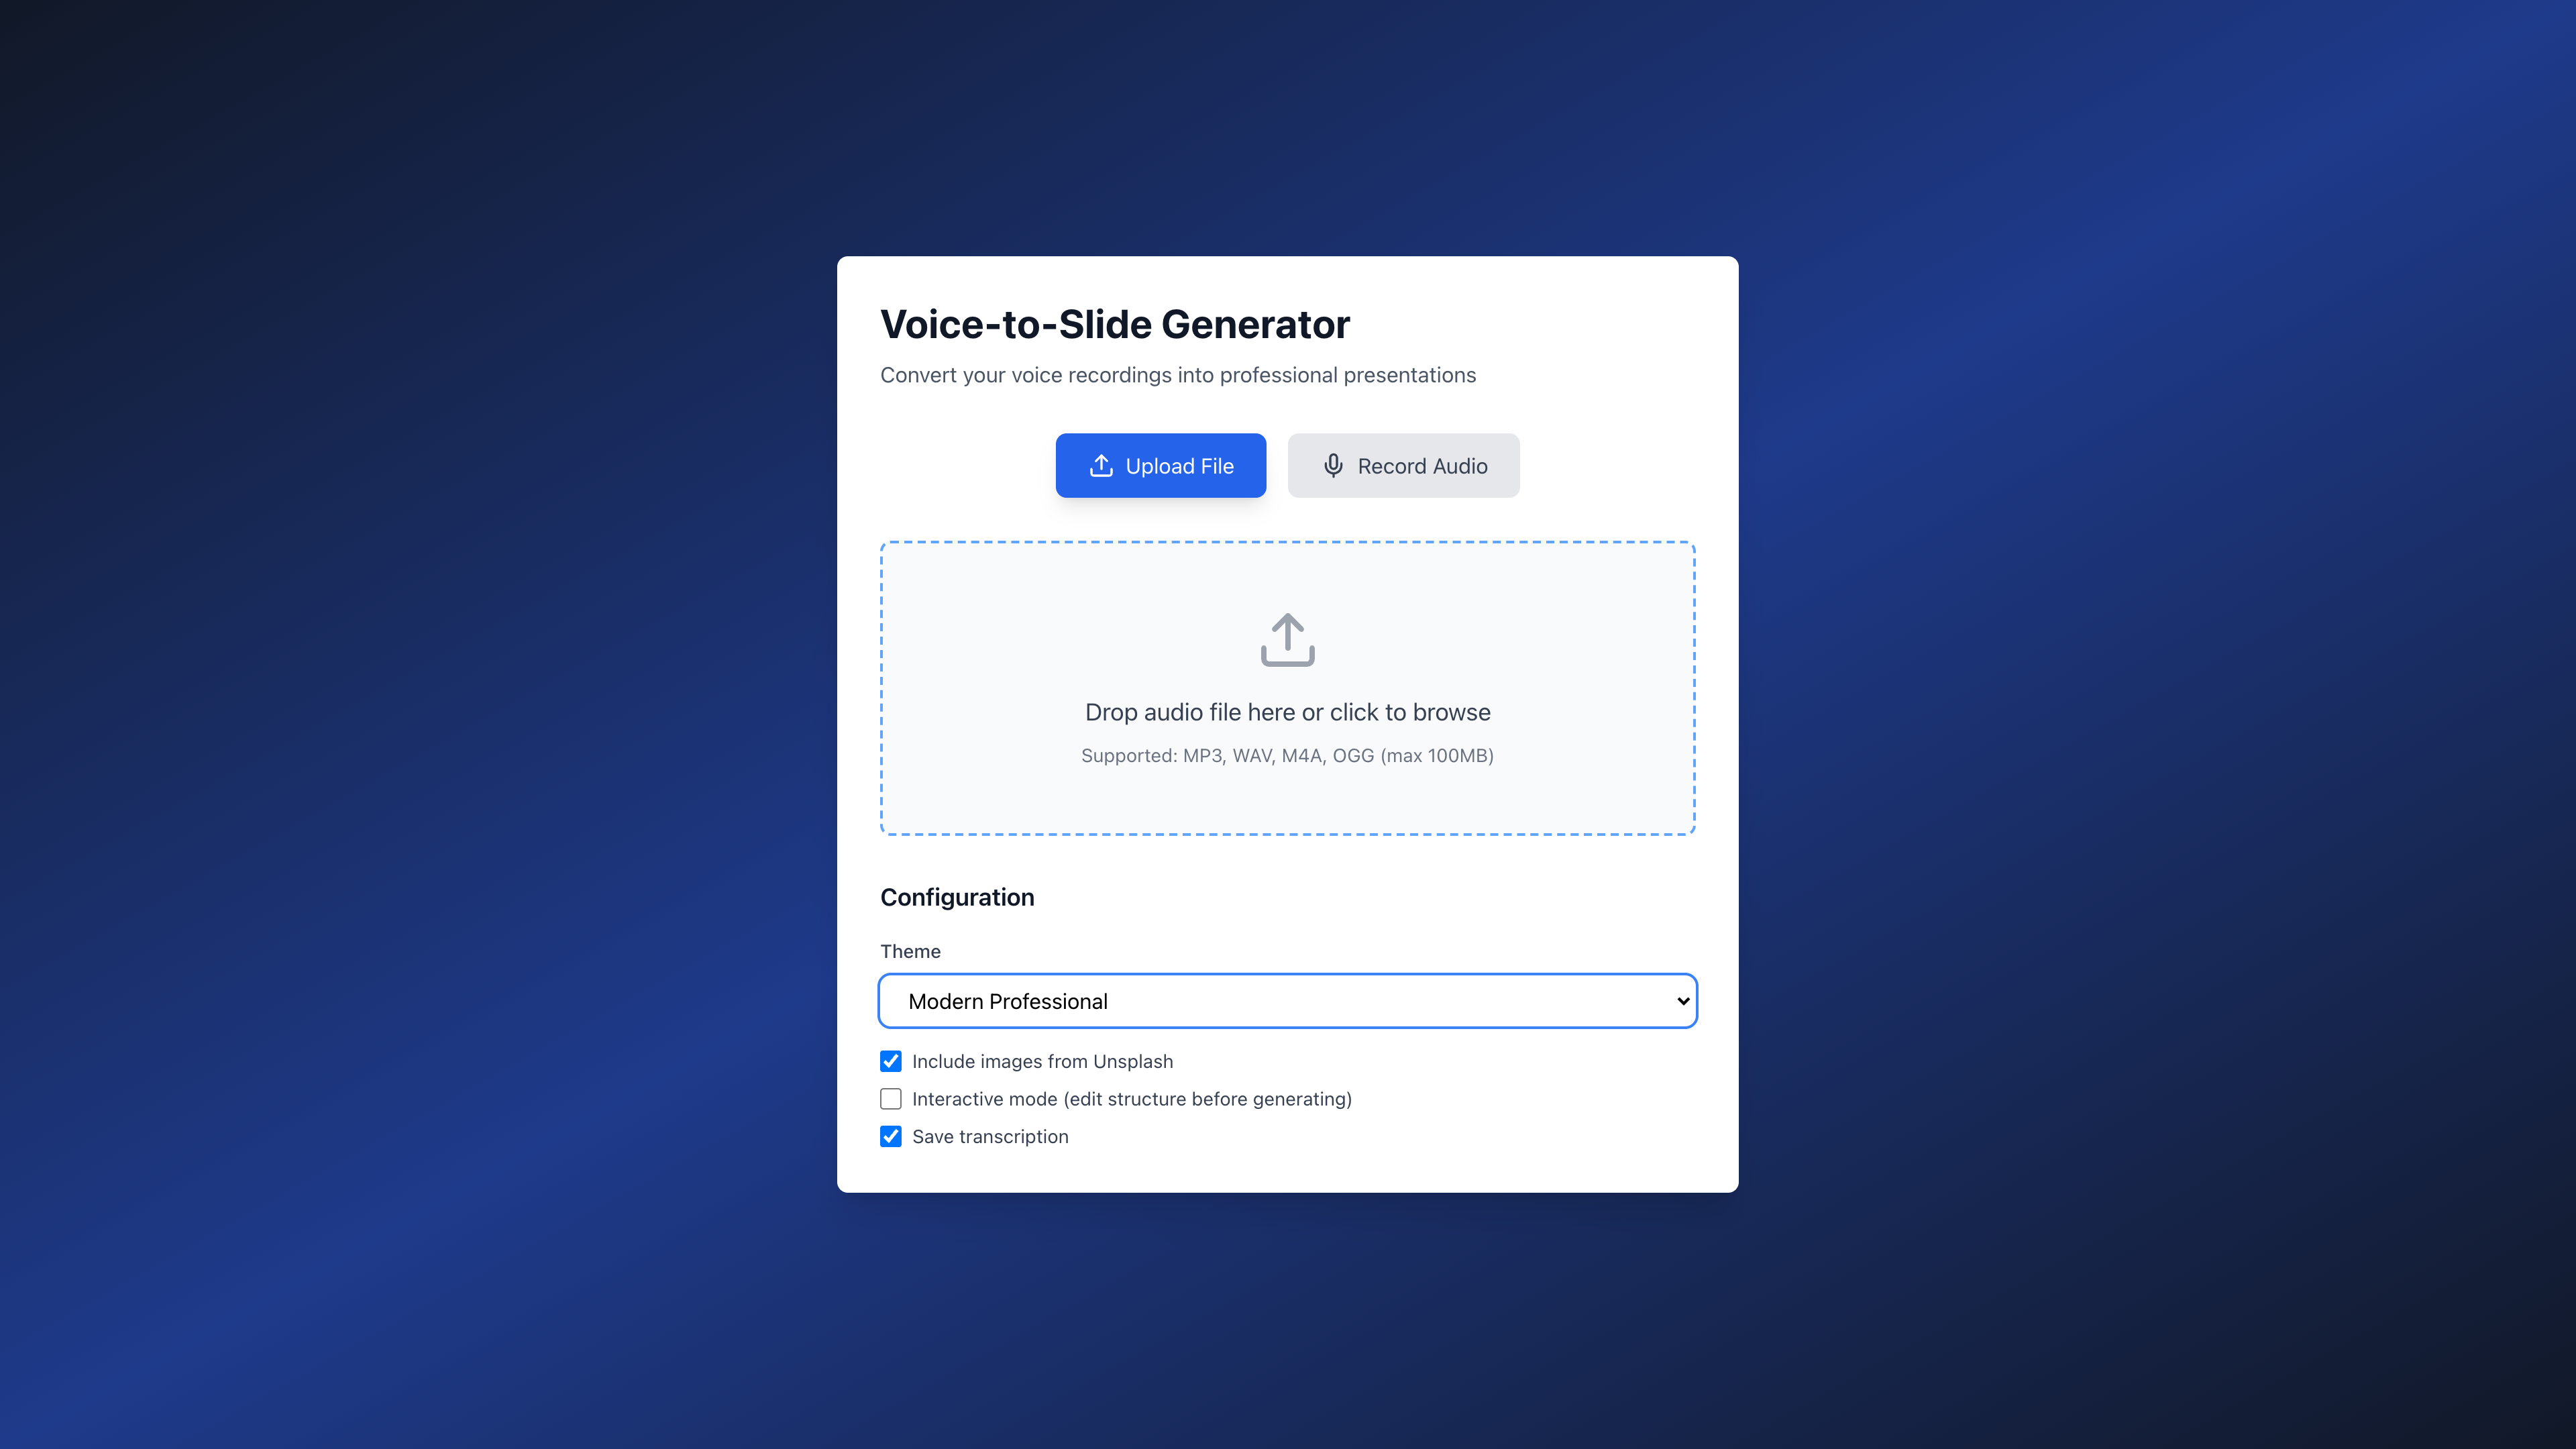 Voice-to-Slide Generator
Convert your voice recordings into professional presentations
Upload File
Record Audio
Drop audio file here or click to browse
Supported: MP3, WAV, M4A, OGG (max 100MB)
Configuration
Theme
Modern Professional
Include images from Unsplash
Interactive mode (edit structure before generating)
Save transcription